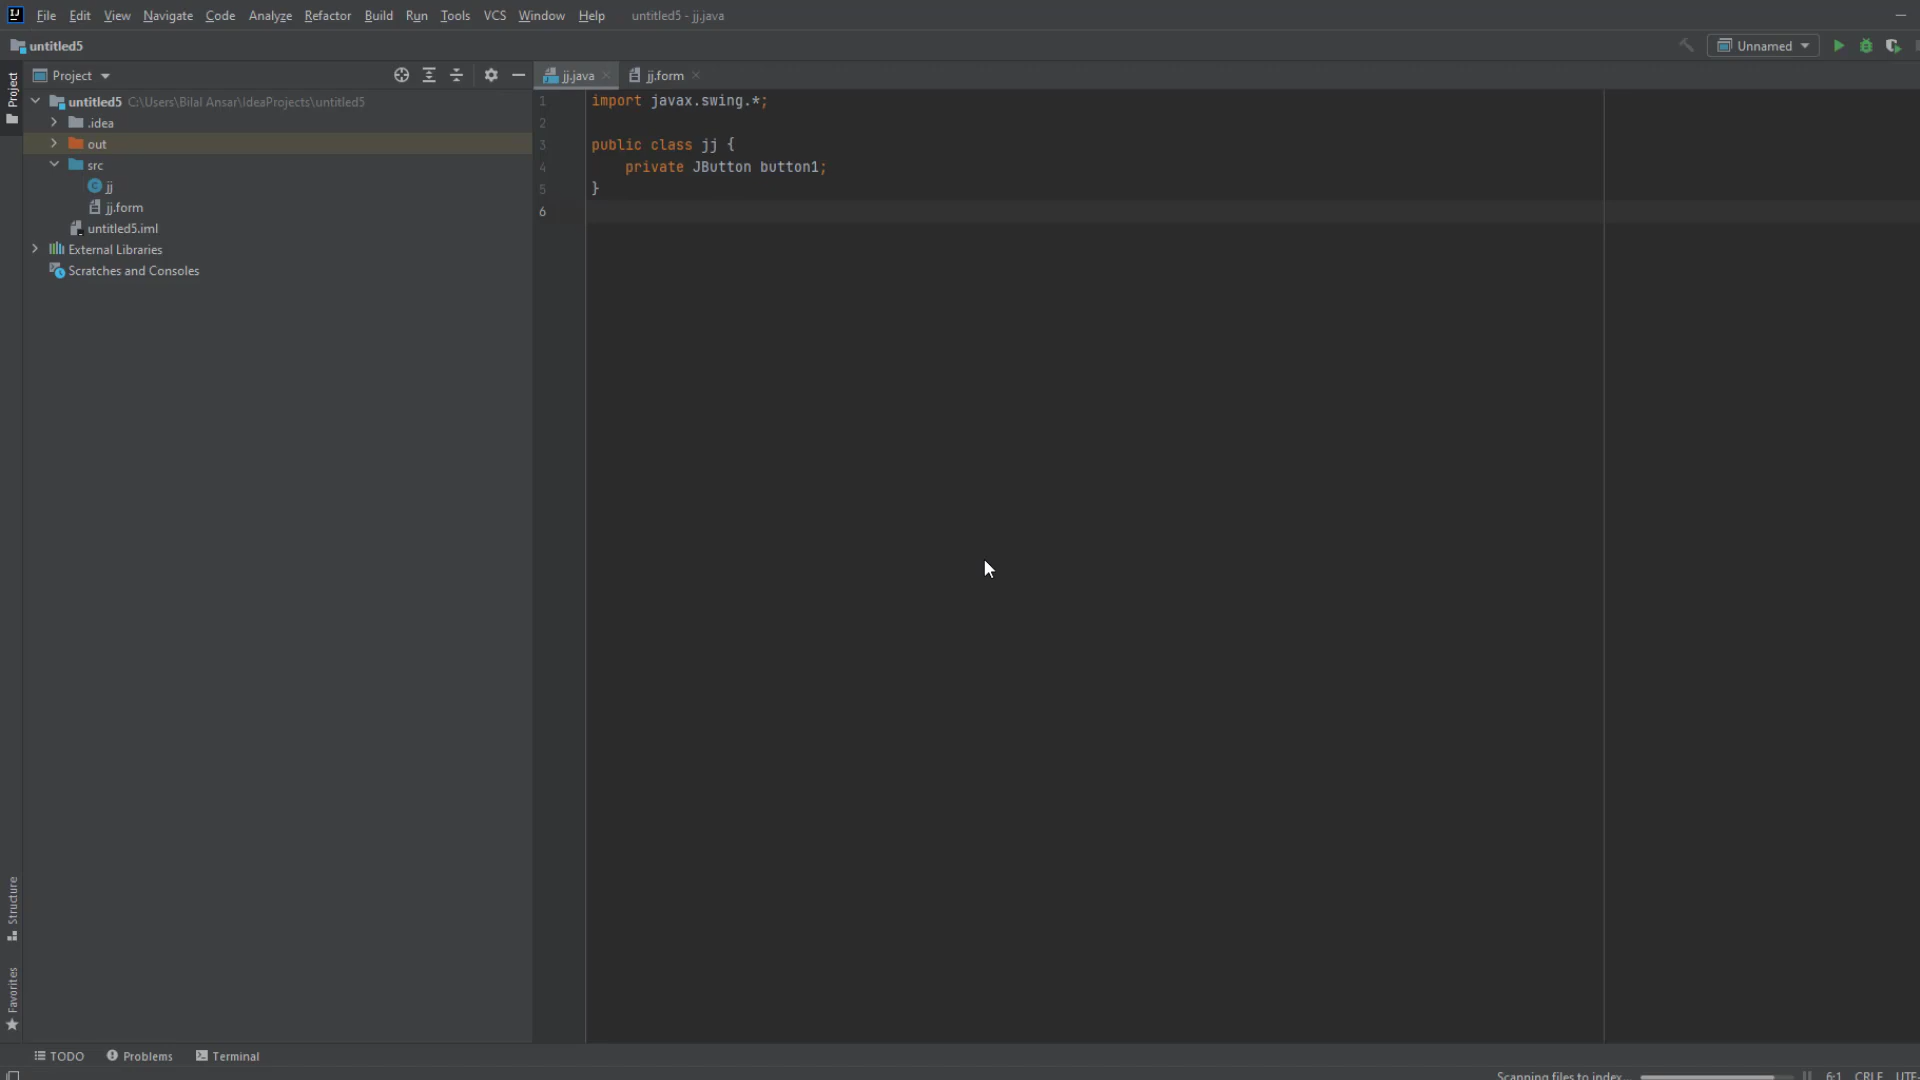 IJ File Edit View Navigate Code Analyze Refactor Build Run Tools VCS Window Help untitled5 - jj.java
untitled5
Unnamed
Project
Project
jj.java
jj.form
untitled5 C:\Users\Bilal Ansar\IdeaProjects\untitled5
.idea
out
src
jj
jj.form
untitled5.iml
External Libraries
Scratches and Consoles
1 import javax.swing.*;
2
3 public class jj {
4 private JButton button1;
5 }
6
Structure
Favorites
TODO Problems Terminal
Scanning files to index... 6:1 CRLF UTF-